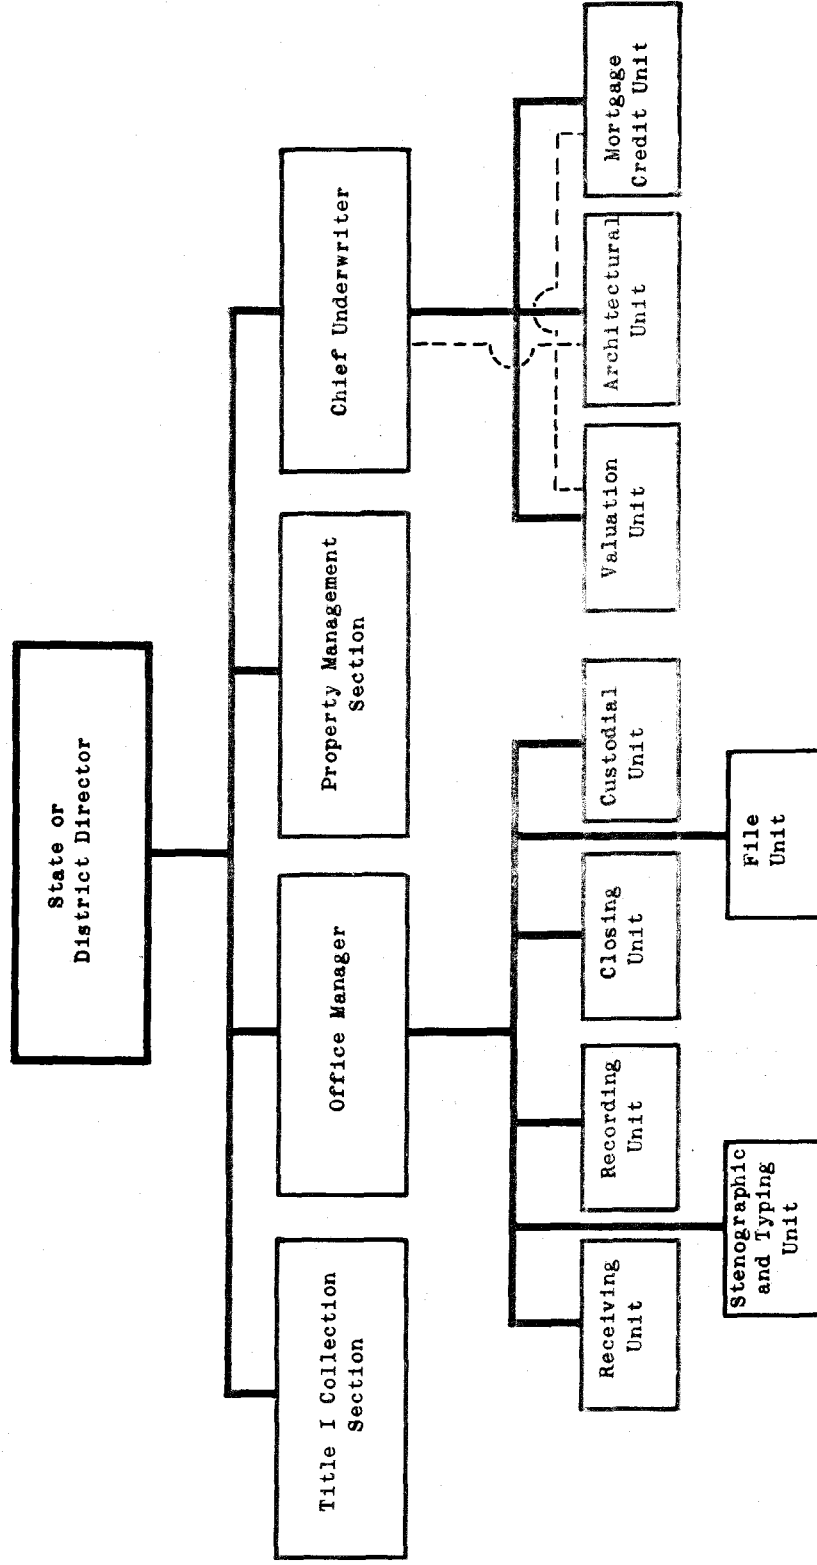 State or
District Director
Title I Collection
Section
Office Manager
Property Management
Section
Chief Underwriter
Receiving
Unit
Recording
Unit
Closing
Unit
Custodial
Unit
Valuation
Unit
Architectural
Unit
Mortgage
Credit Unit
Stenographic
and Typing
Unit
File
Unit